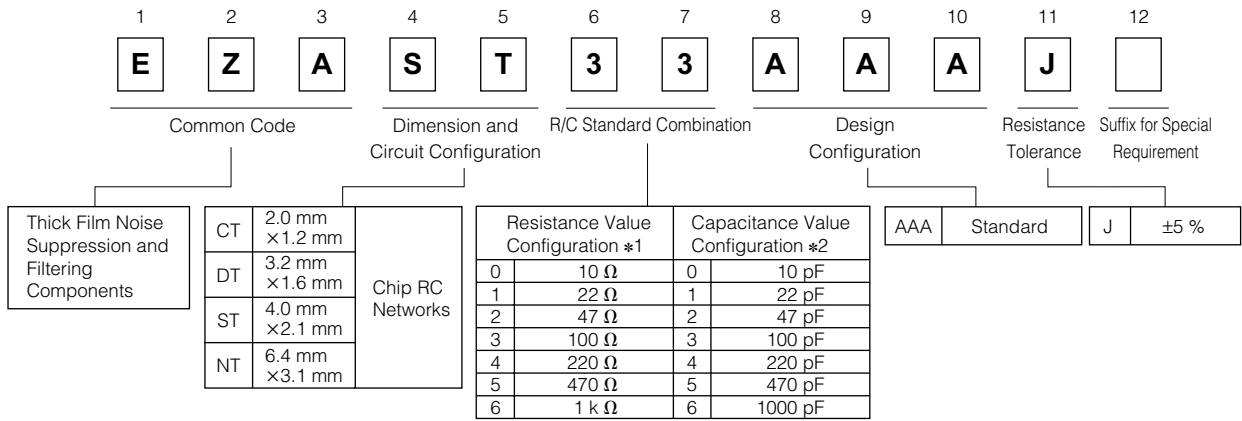 1 2 3 4 5 6 7 8 9 10 11 12
E Z A S T 3 3 A A A J
Common Code
Dimension and
Circuit Configuration
R/C Standard Combination
Design
Configuration
Resistance
Tolerance
Suffix for Special
Requirement
Thick Film Noise
Suppression and
Filtering
Components
CT 2.0 mm
×1.2 mm
DT 3.2 mm
×1.6 mm
ST 4.0 mm
×2.1 mm
NT 6.4 mm
×3.1 mm
Chip RC
Networks
Resistance Value
Configuration ✻1
Capacitance Value
Configuration ✻2
0 10 Ω 0 10 pF
1 22 Ω 1 22 pF
2 47 Ω 2 47 pF
3 100 Ω 3 100 pF
4 220 Ω 4 220 pF
5 470 Ω 5 470 pF
6 1 k Ω 6 1000 pF
AAA Standard
J ±5 %